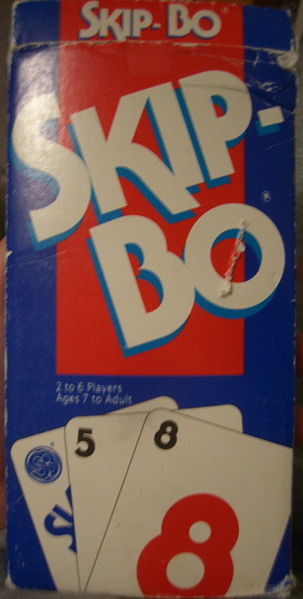 SKIP-BO®
SKIP-
BO®
2 to 6 Players
Ages 7 to Adult
5
8
8